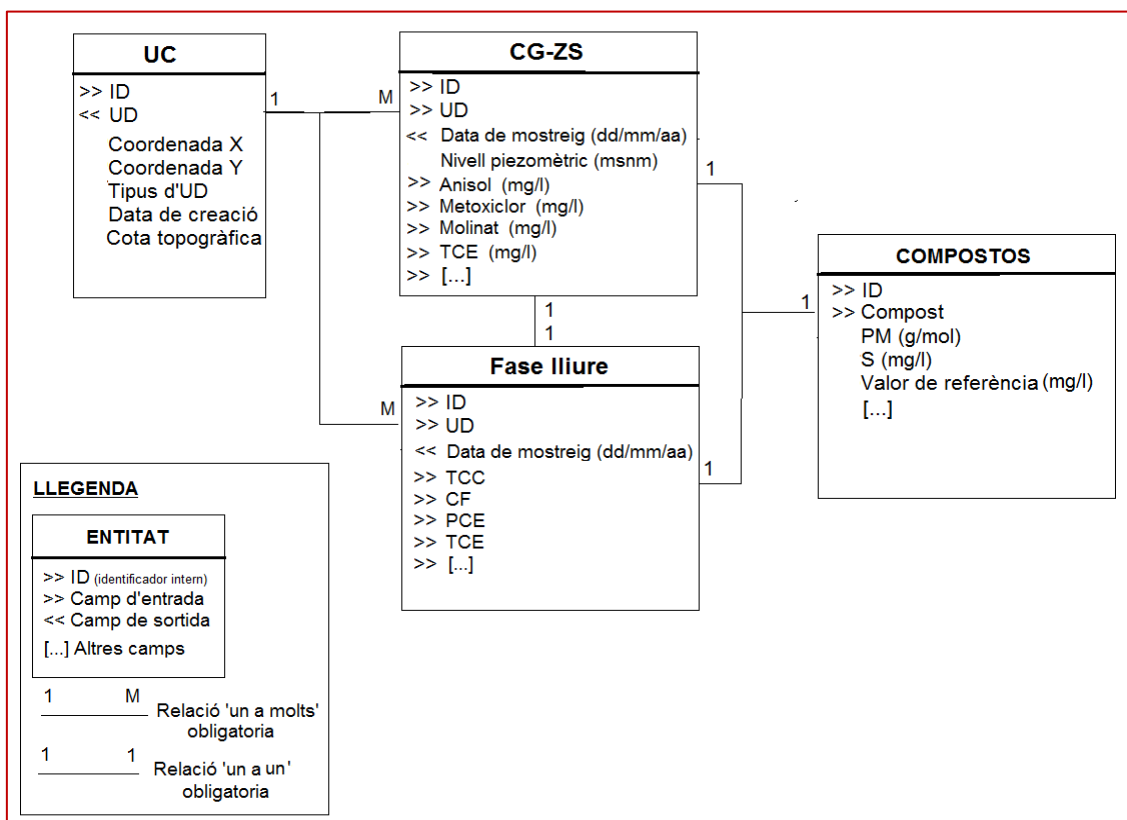 UC
>> ID
<< UD
Coordenada X
Coordenada Y
Tipus d'UD
Data de creació
Cota topogràfica
1
M
CG-ZS
>> ID
>> UD
<< Data de mostreig (dd/mm/aa)
Nivell piezomètric (msnm)
>> Anisol (mg/l)
>> Metoxiclor (mg/l)
>> Molinat (mg/l)
>> TCE (mg/l)
>> [...]
1
1
1
M
Fase lliure
>> ID
>> UD
<< Data de mostreig (dd/mm/aa)
>> TCC
>> CF
>> PCE
>> TCE
>> [...]
1
1
COMPOSTOS
>> ID
>> Compost
PM (g/mol)
S (mg/l)
Valor de referència (mg/l)
[...]
LLEGENDA
ENTITAT
>> ID (identificador intern)
>> Camp d'entrada
<< Camp de sortida
[...] Altres camps
1 M
Relació 'un a molts'
obligatoria
1 1
Relació 'un a un'
obligatoria